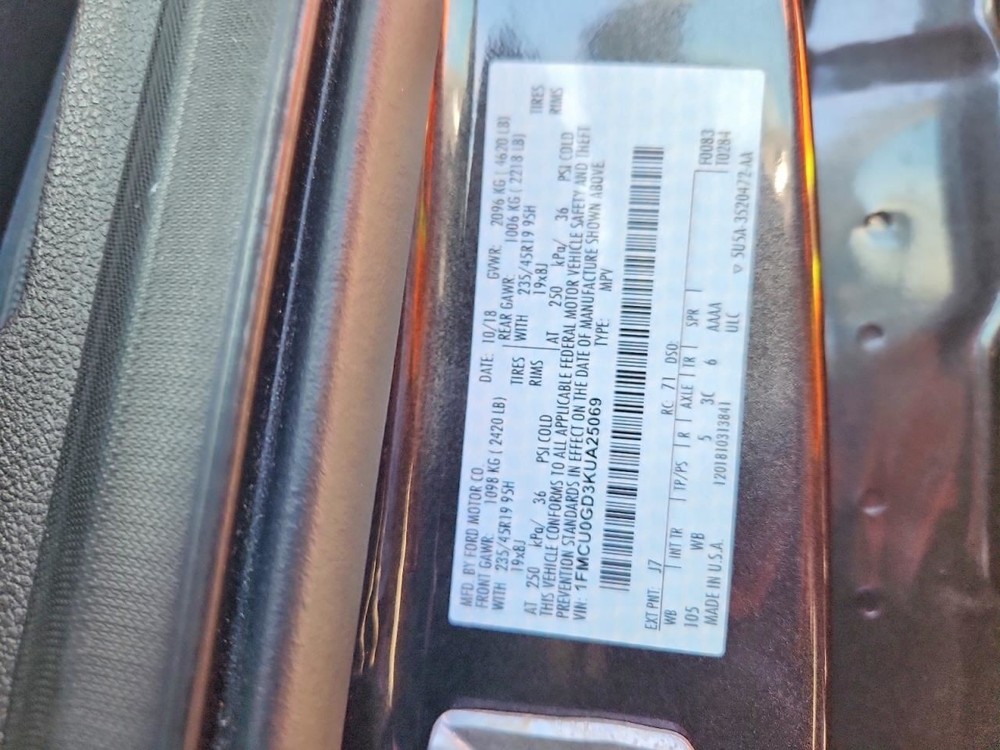 MFD. BY FORD MOTOR CO. DATE: 10/18 GVWR: 2096 KG ( 4620 LB)
FRONT GAWR: 1098 KG ( 2420 LB) REAR GAWR: 1006 KG ( 2218 LB)
WITH 235/45R19 95H TIRES WITH 235/45R19 95H TIRES
19x8J RIMS 19x8J RIMS
AT 250 kPa/ 36 PSI COLD AT 250 kPa/ 36 PSI COLD
THIS VEHICLE CONFORMS TO ALL APPLICABLE FEDERAL MOTOR VEHICLE SAFETY AND THEFT
PREVENTION STANDARDS IN EFFECT ON THE DATE OF MANUFACTURE SHOWN ABOVE
VIN: 1FMCU0GD3KUA25069 TYPE: MPV
EXT PNT: J7 RC: 71 DSO: F0083
WB INT TR TP/PS R AXLE TR SPR T0284
105 WB 5 3C 6 AAAA
MADE IN U.S.A. 1201810313841 ULC
▽ 5U5A-3520472-AA